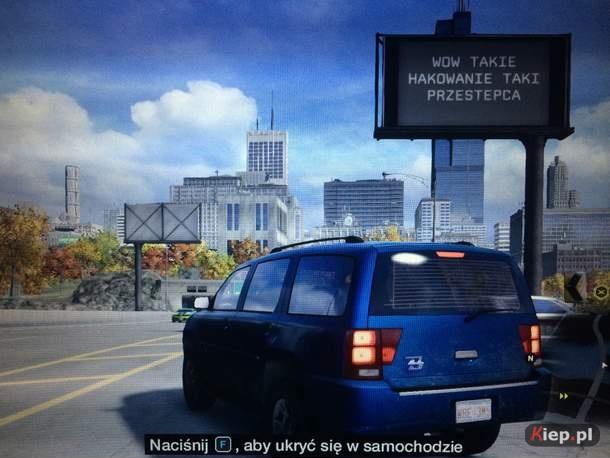 WOW TAKIE
HAKOWANIE TAKI
PRZESTEPCA
N
Naciśnij F, aby ukryć się w samochodzie
Kiep.pl